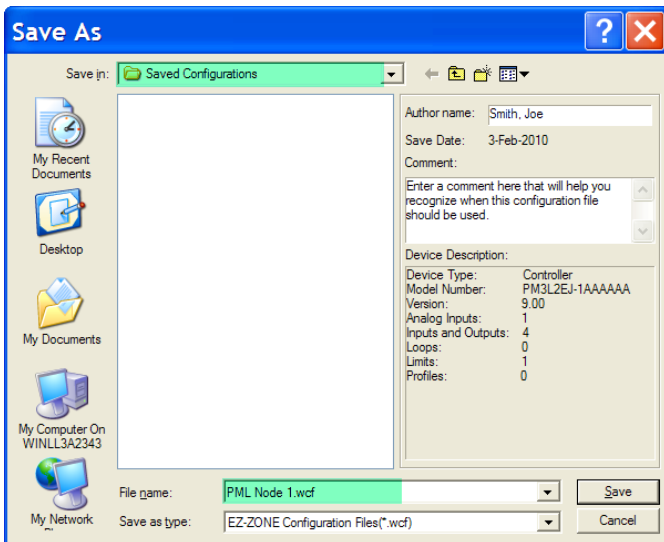 Save As
Save in: Saved Configurations
My Recent
Documents
Desktop
My Documents
My Computer On
WINLL3A2343
My Network
Author name: Smith, Joe
Save Date: 3-Feb-2010
Comment:
Enter a comment here that will help you
recognize when this configuration file
should be used.
Device Description:
Device Type: Controller
Model Number: PM3L2EJ-1AAAAAA
Version: 9.00
Analog Inputs: 1
Inputs and Outputs: 4
Loops: 0
Limits: 1
Profiles: 0
File name: PML Node 1.wcf
Save
Save as type: EZ-ZONE Configuration Files(*.wcf)
Cancel